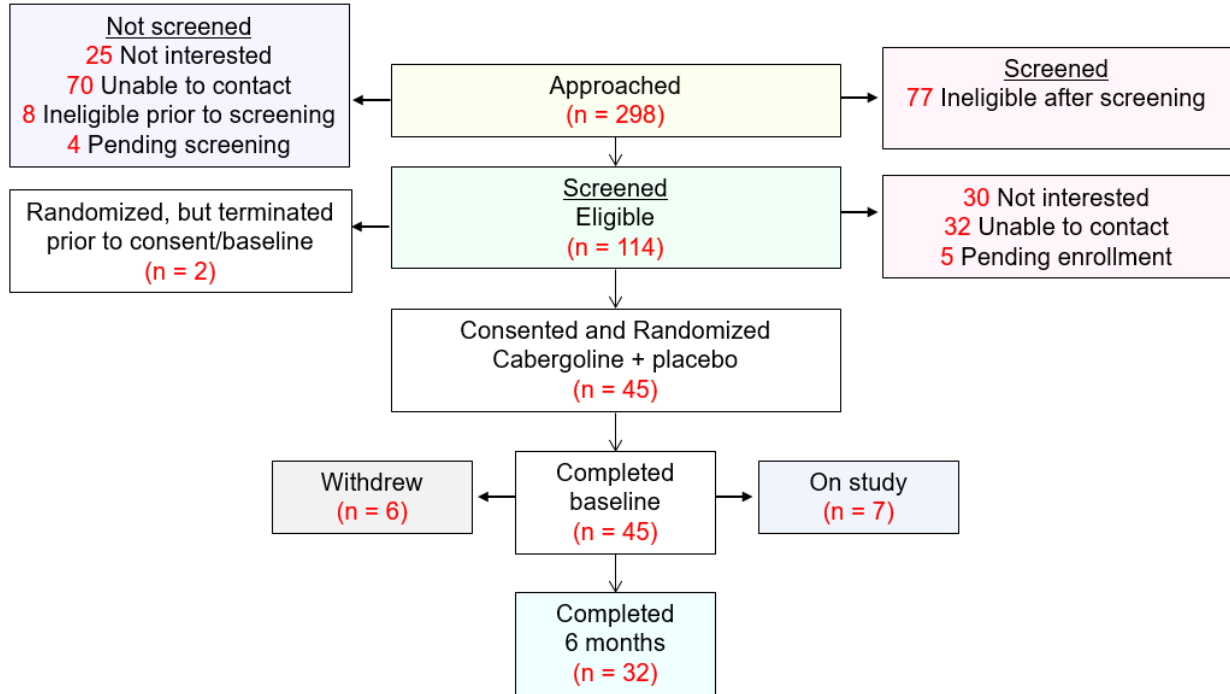 Not screened
25 Not interested
70 Unable to contact
8 Ineligible prior to screening
4 Pending screening
Approached
(n = 298)
Screened
77 Ineligible after screening
Randomized, but terminated
prior to consent/baseline
(n = 2)
Screened
Eligible
(n = 114)
30 Not interested
32 Unable to contact
5 Pending enrollment
Consented and Randomized
Cabergoline + placebo
(n = 45)
Withdrew
(n = 6)
Completed
baseline
(n = 45)
On study
(n = 7)
Completed
6 months
(n = 32)